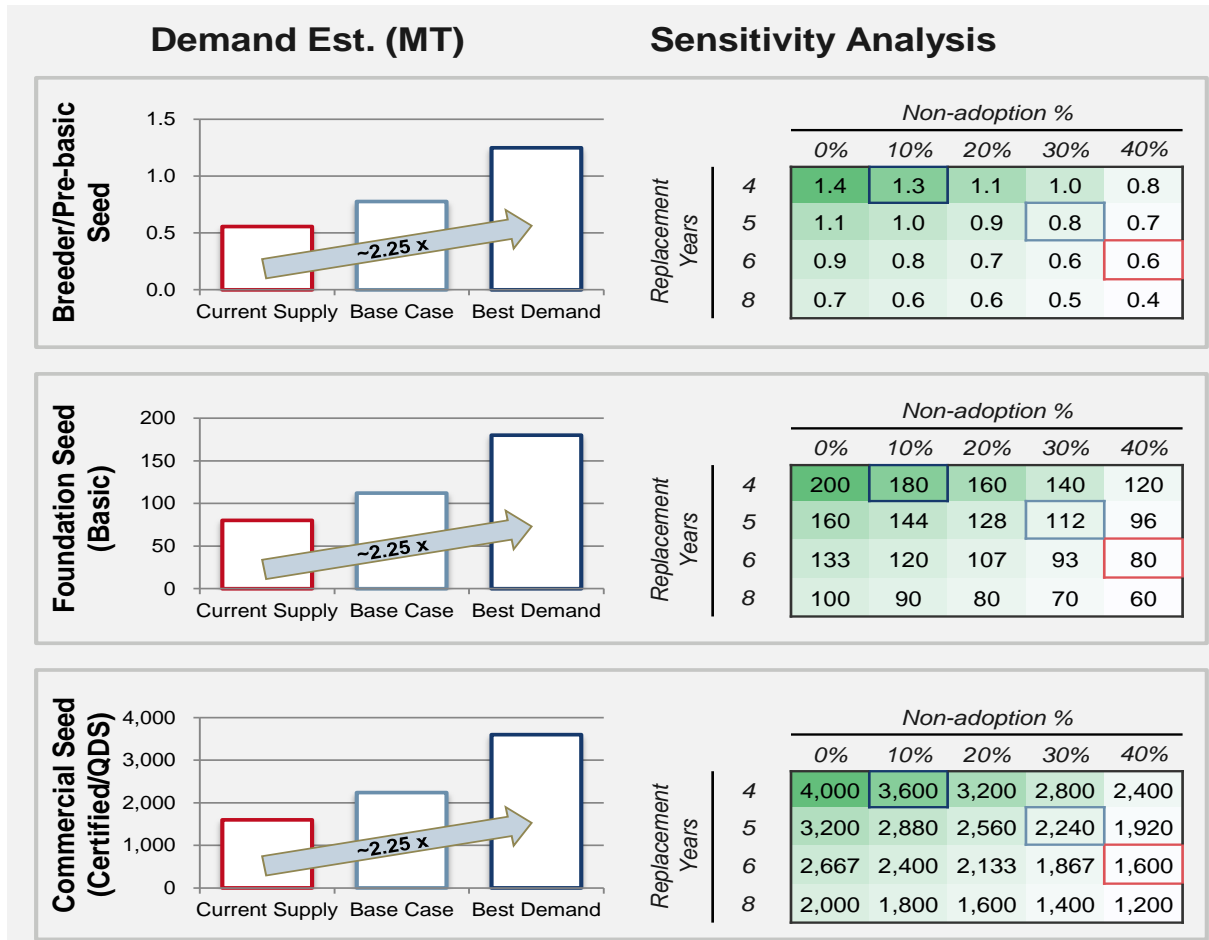 Demand Est. (MT)
Sensitivity Analysis
Breeder/Pre-basic
Seed
1.5
1.0
0.5
0.0
~2.25 x
Current Supply Base Case Best Demand
Non-adoption %
0% 10% 20% 30% 40%
Replacement
Years
4 1.4 1.3 1.1 1.0 0.8
5 1.1 1.0 0.9 0.8 0.7
6 0.9 0.8 0.7 0.6 0.6
8 0.7 0.6 0.6 0.5 0.4
Foundation Seed
(Basic)
200
150
100
50
0
~2.25 x
Current Supply Base Case Best Demand
Non-adoption %
0% 10% 20% 30% 40%
Replacement
Years
4 200 180 160 140 120
5 160 144 128 112 96
6 133 120 107 93 80
8 100 90 80 70 60
Commercial Seed
(Certified/QDS)
4,000
3,000
2,000
1,000
0
~2.25 x
Current Supply Base Case Best Demand
Non-adoption %
0% 10% 20% 30% 40%
Replacement
Years
4 4,000 3,600 3,200 2,800 2,400
5 3,200 2,880 2,560 2,240 1,920
6 2,667 2,400 2,133 1,867 1,600
8 2,000 1,800 1,600 1,400 1,200